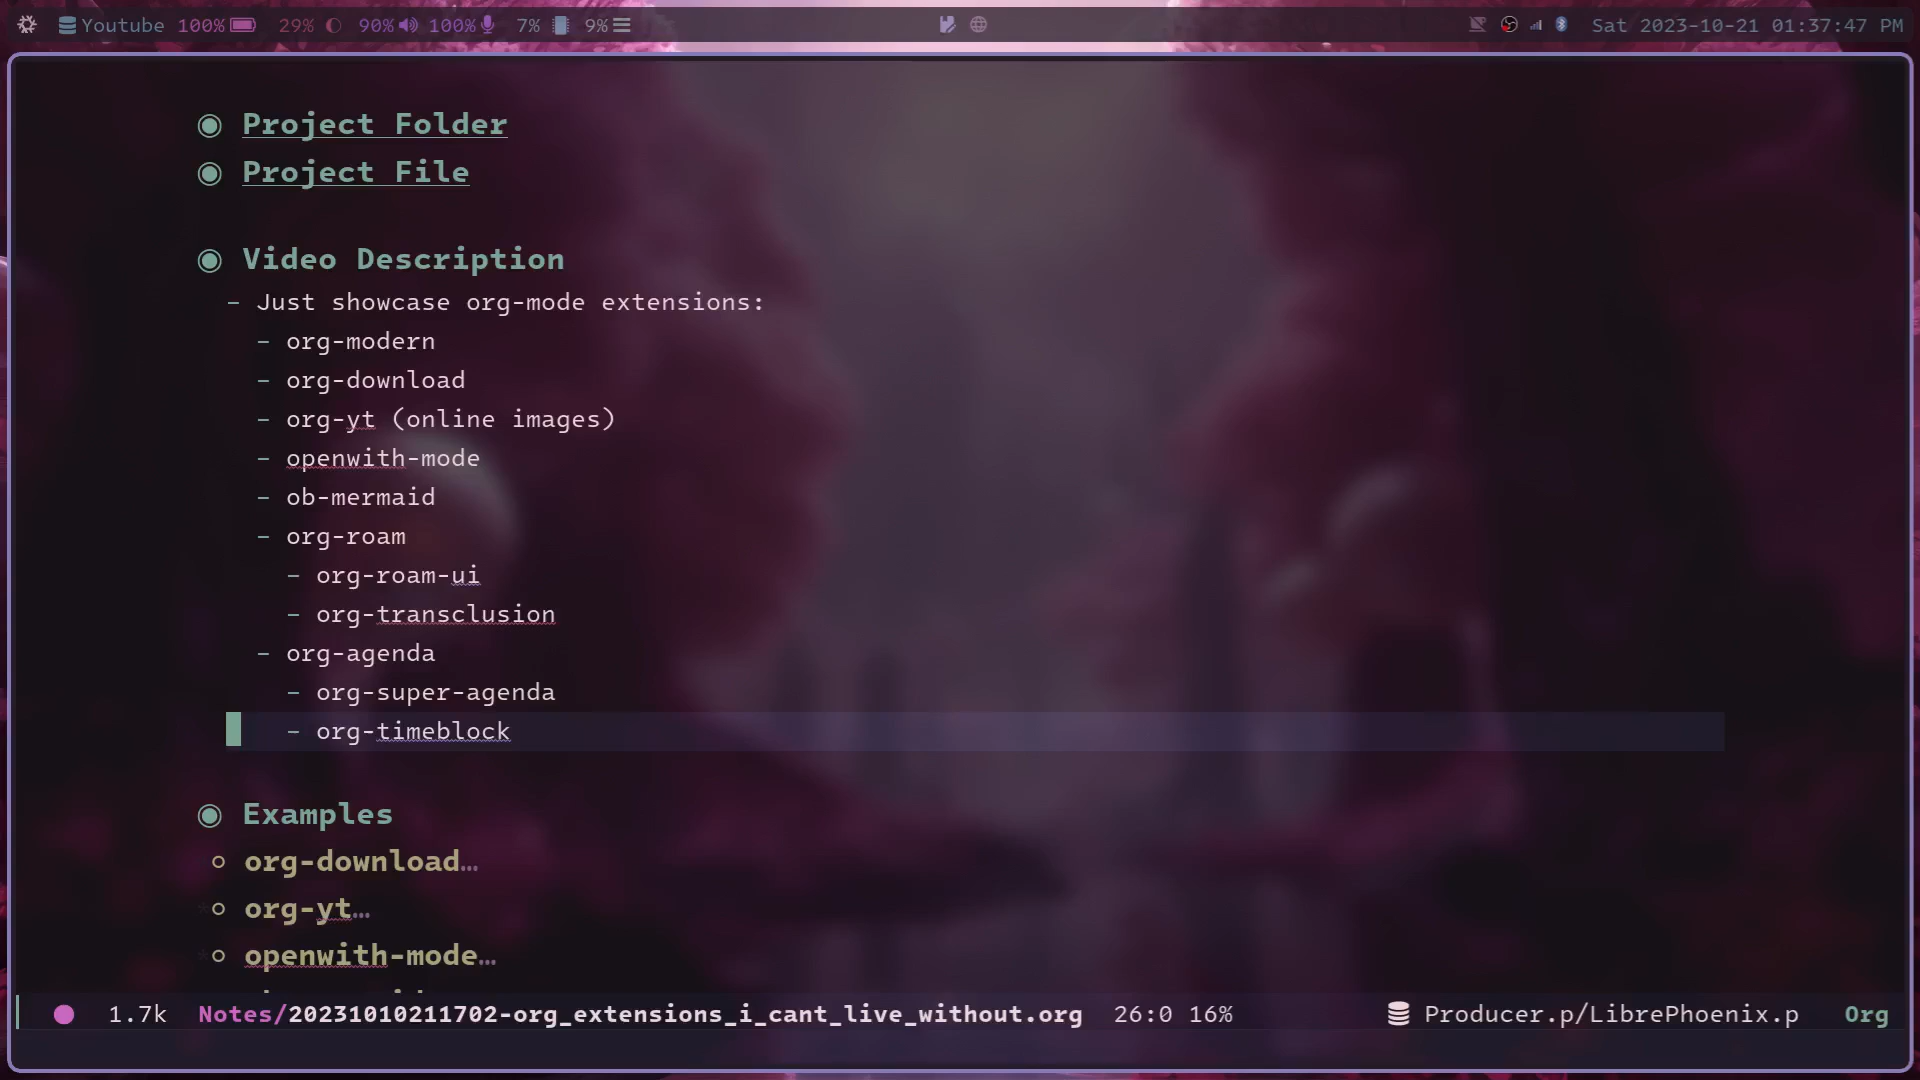 Youtube 100% 29% 90% 100% 7% 9% Sat 2023-10-21 01:37:47 PM
Project Folder
Project File
Video Description
- Just showcase org-mode extensions:
- org-modern
- org-download
- org-yt (online images)
- openwith-mode
- ob-mermaid
- org-roam
- org-roam-ui
- org-transclusion
- org-agenda
- org-super-agenda
- org-timeblock
Examples
org-download…
org-yt…
openwith-mode…
1.7k Notes/20231010211702-org_extensions_i_cant_live_without.org 26:0 16% Producer.p/LibrePhoenix.p Org